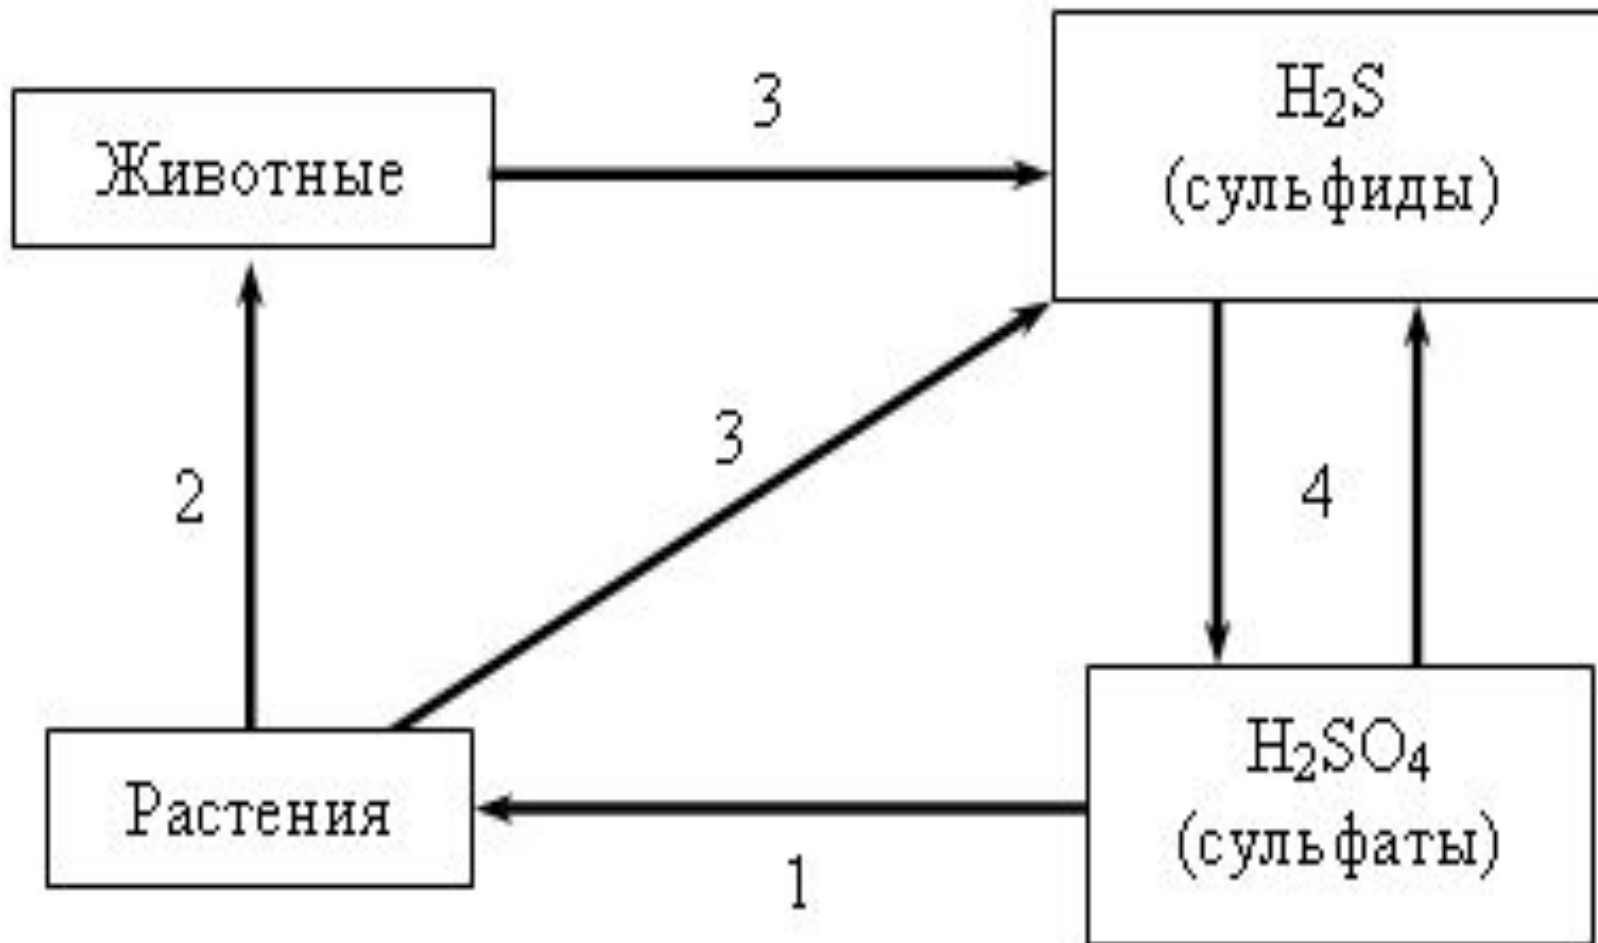 3
H₂S
(сульфиды)
Животные
3
2
4
H₂SO₄
(сульфаты)
Растения
1